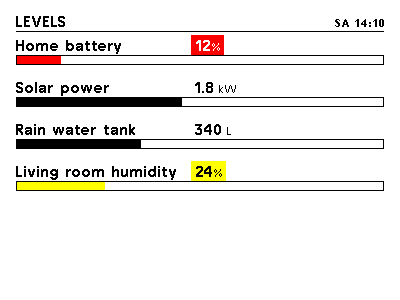 LEVELS SA 14:10
Home battery 12%
Solar power 1.8 kW
Rain water tank 340 L
Living room humidity 24%